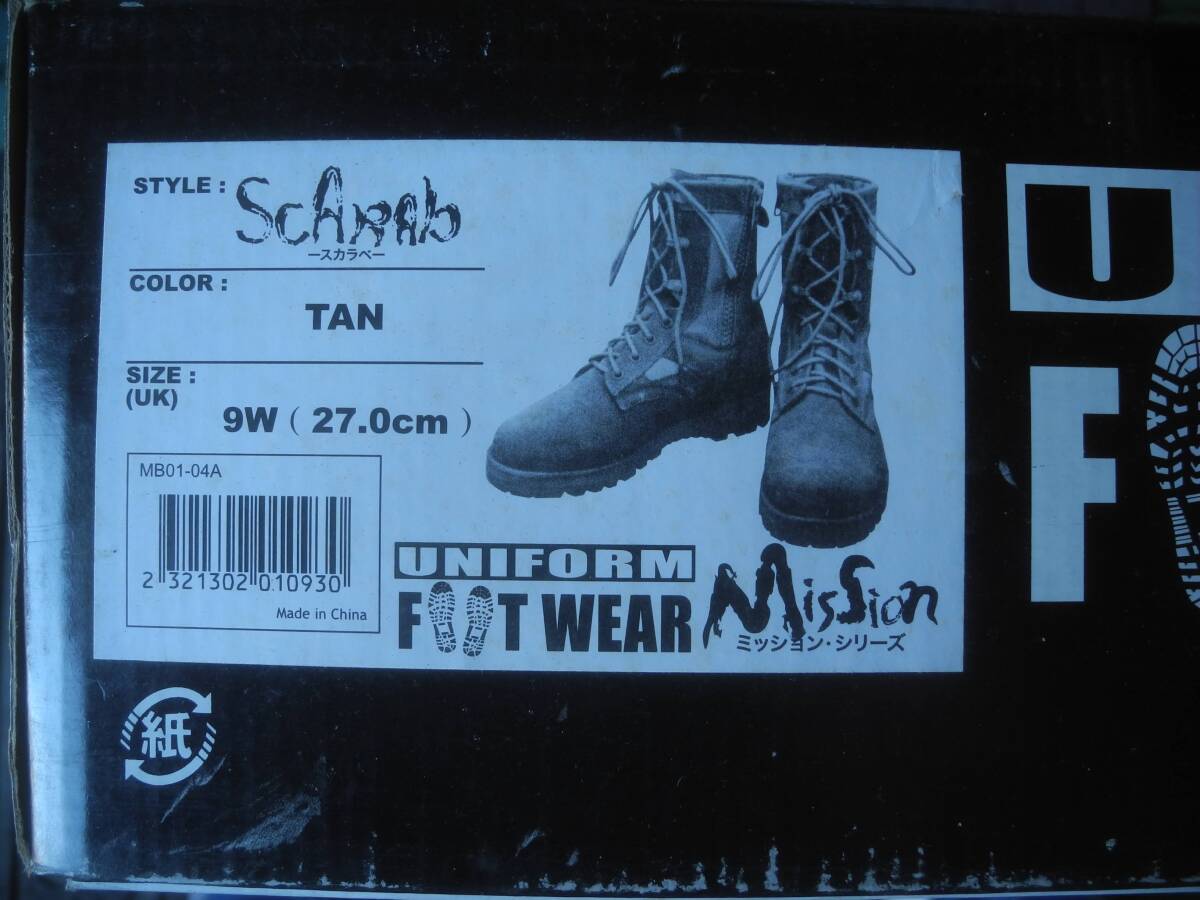 STYLE :
ScArab
ースカラベー
COLOR :
TAN
SIZE :
(UK)
9W ( 27.0cm )
MB01-04A
2 321302 010930
Made in China
UNIFORM
FOOT WEAR
MisSion
ミッション・シリーズ
紙
U
F